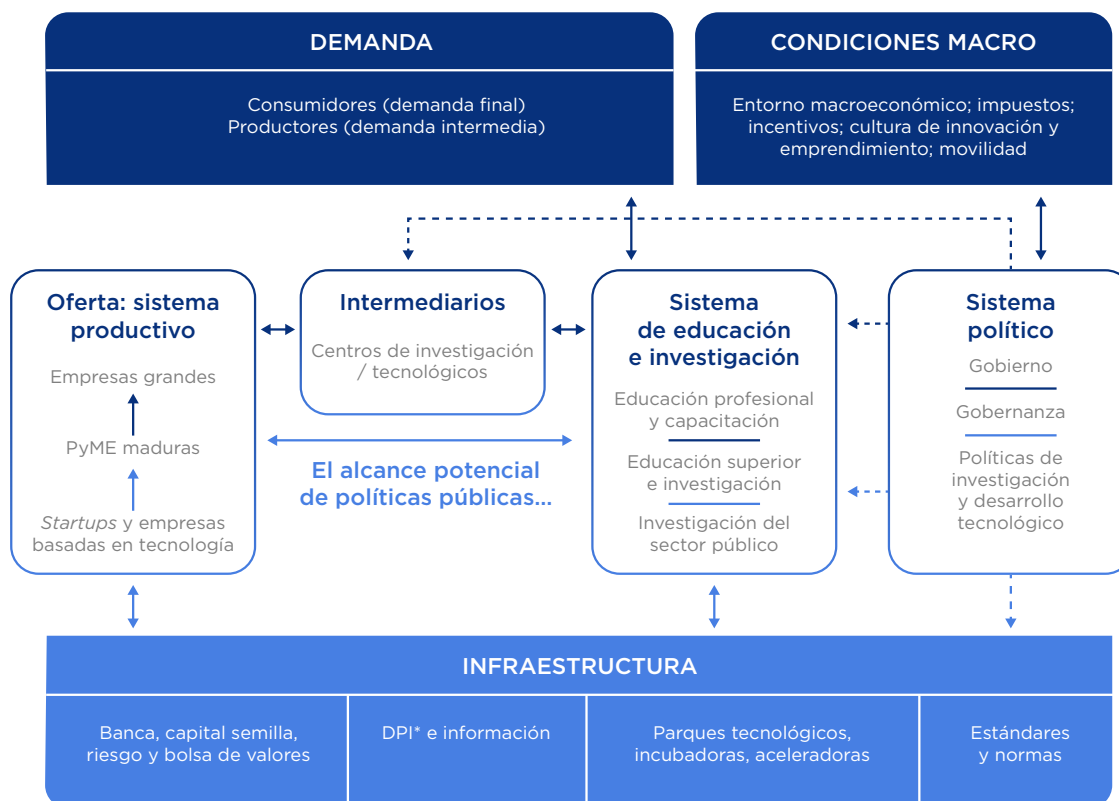 DEMANDA
Consumidores (demanda final)
Productores (demanda intermedia)
CONDICIONES MACRO
Entorno macroeconómico; impuestos;
incentivos; cultura de innovación y
emprendimiento; movilidad
Oferta: sistema
productivo
Empresas grandes
PyME maduras
Startups y empresas
basadas en tecnología
Intermediarios
Centros de investigación
/ tecnológicos
El alcance potencial
de políticas públicas...
Sistema
de educación
e investigación
Educación profesional
y capacitación
Educación superior
e investigación
Investigación del
sector público
Sistema
político
Gobierno
Gobernanza
Políticas de
investigación
y desarrollo
tecnológico
INFRAESTRUCTURA
Banca, capital semilla,
riesgo y bolsa de valores
DPI* e información
Parques tecnológicos,
incubadoras, aceleradoras
Estándares
y normas